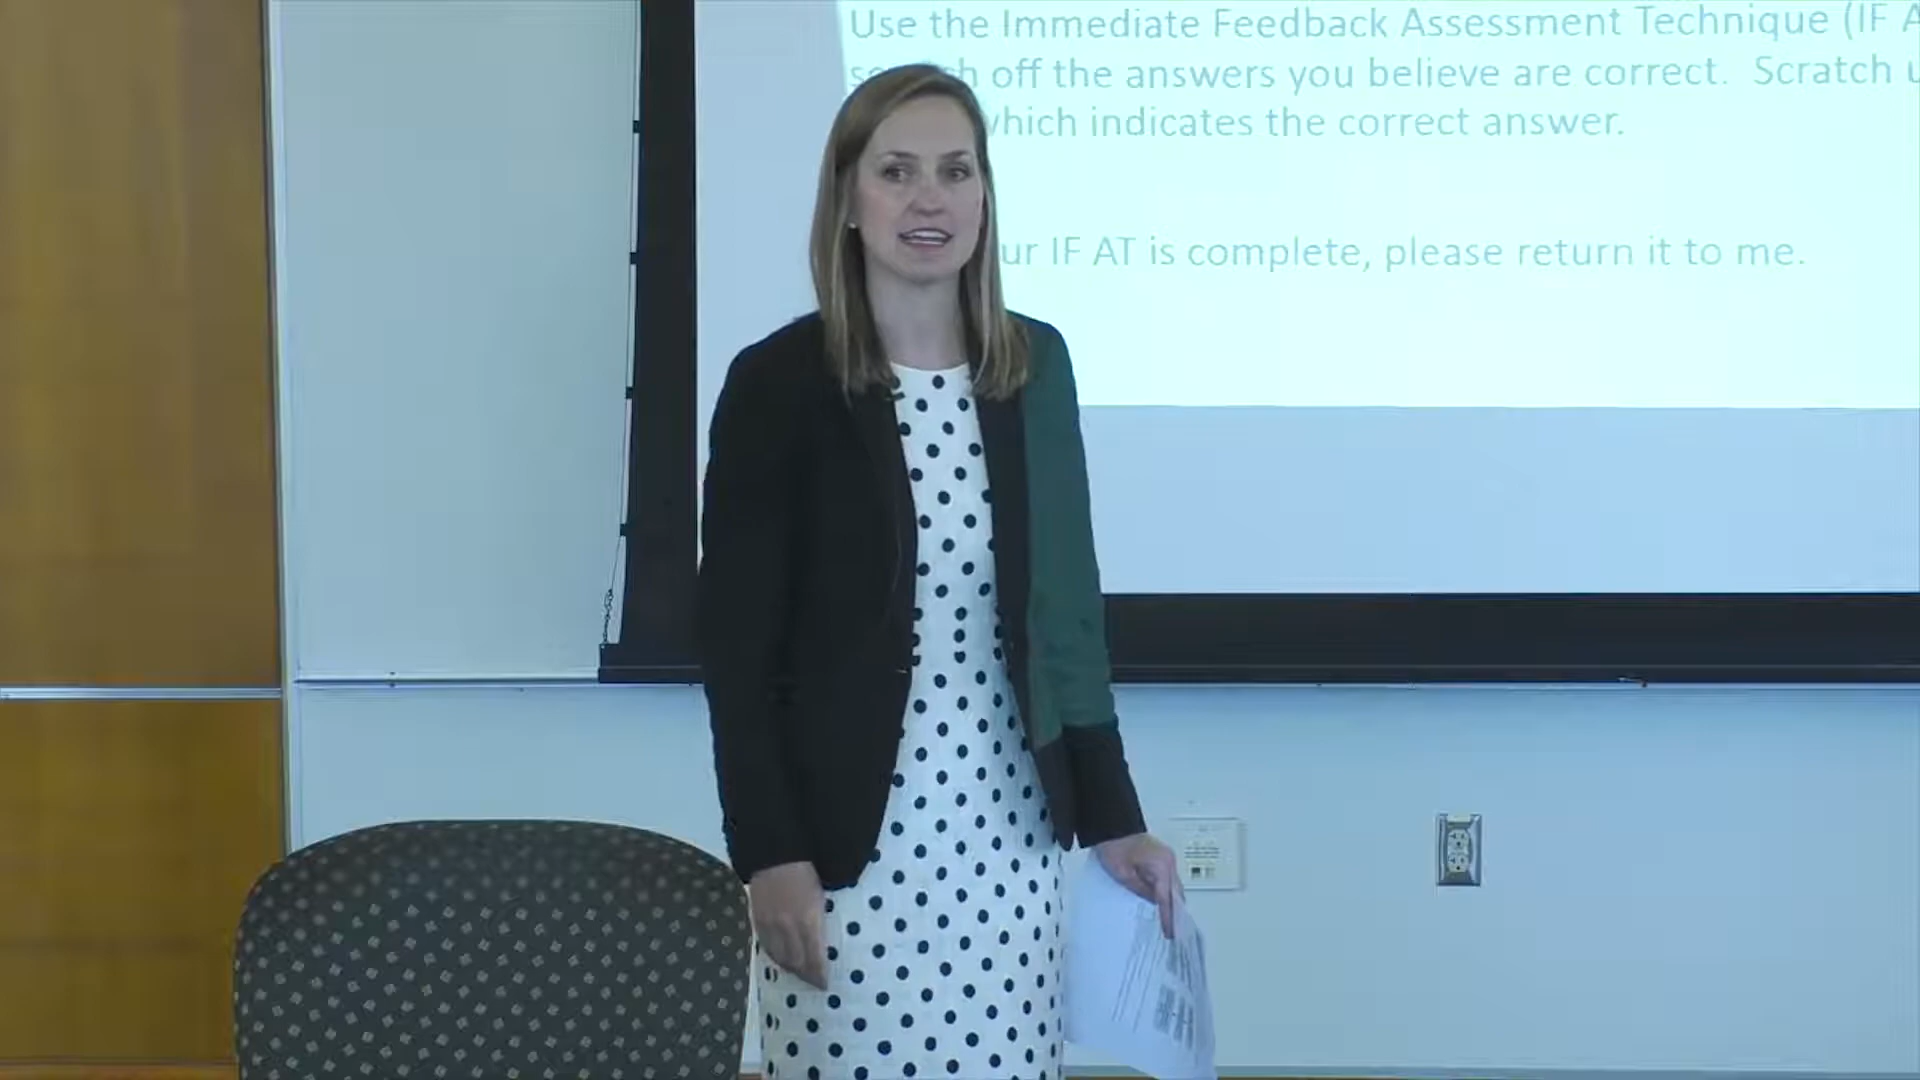 Use the Immediate Feedback Assessment Technique (IF A
off the answers you believe are correct. Scratch u
which indicates the correct answer.
ur IF AT is complete, please return it to me.